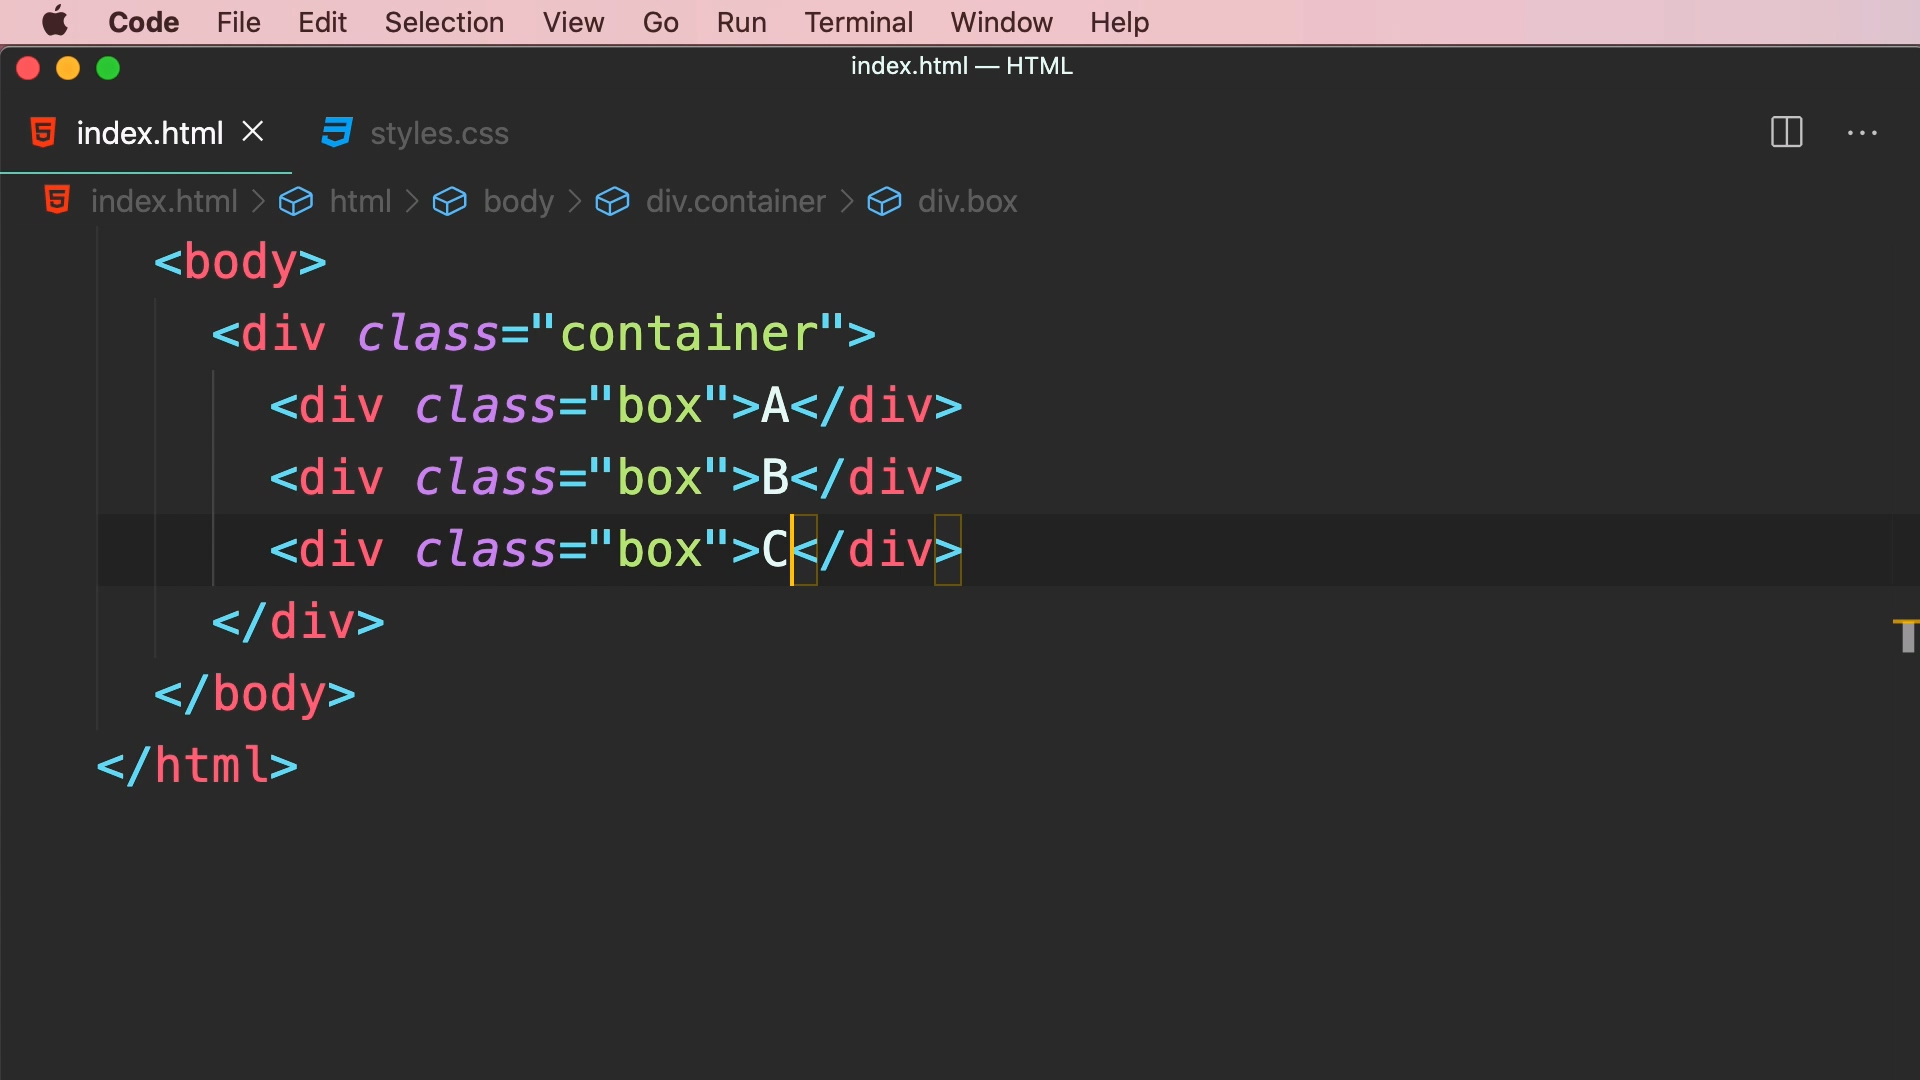 Code File Edit Selection View Go Run Terminal Window Help
index.html — HTML
index.html styles.css
index.html > html > body > div.container > div.box
<body>
<div class="container">
<div class="box">A</div>
<div class="box">B</div>
<div class="box">C</div>
</div>
</body>
</html>